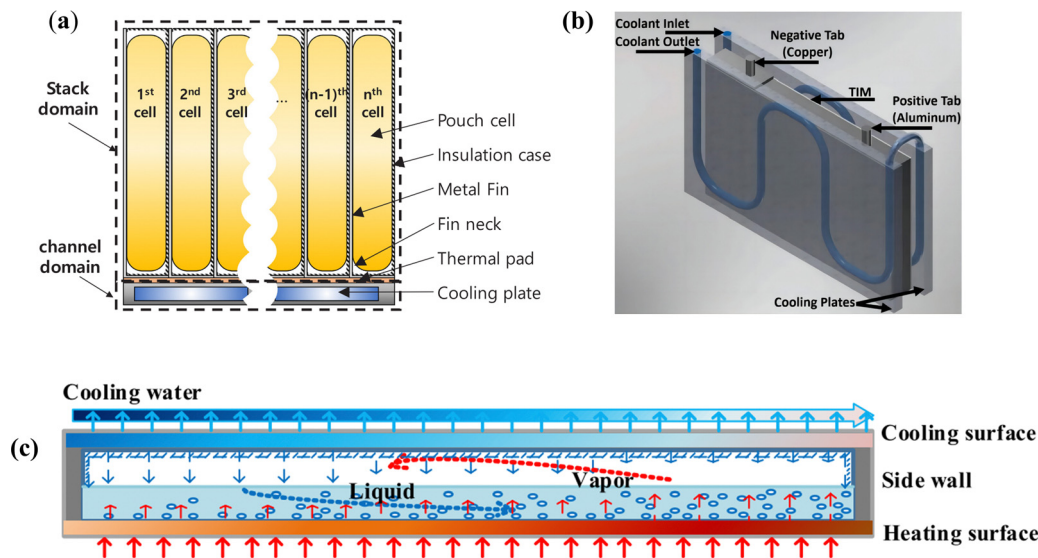 (a)
1st 2nd 3rd ... (n-1)th nth
cell cell cell cell cell
Stack
domain
channel
domain
Pouch cell
Insulation case
Metal Fin
Fin neck
Thermal pad
Cooling plate
(b)
Coolant Inlet
Coolant Outlet
Negative Tab
(Copper)
TIM
Positive Tab
(Aluminum)
Cooling Plates
(c)
Cooling water
Cooling surface
Liquid
Vapor
Side wall
Heating surface